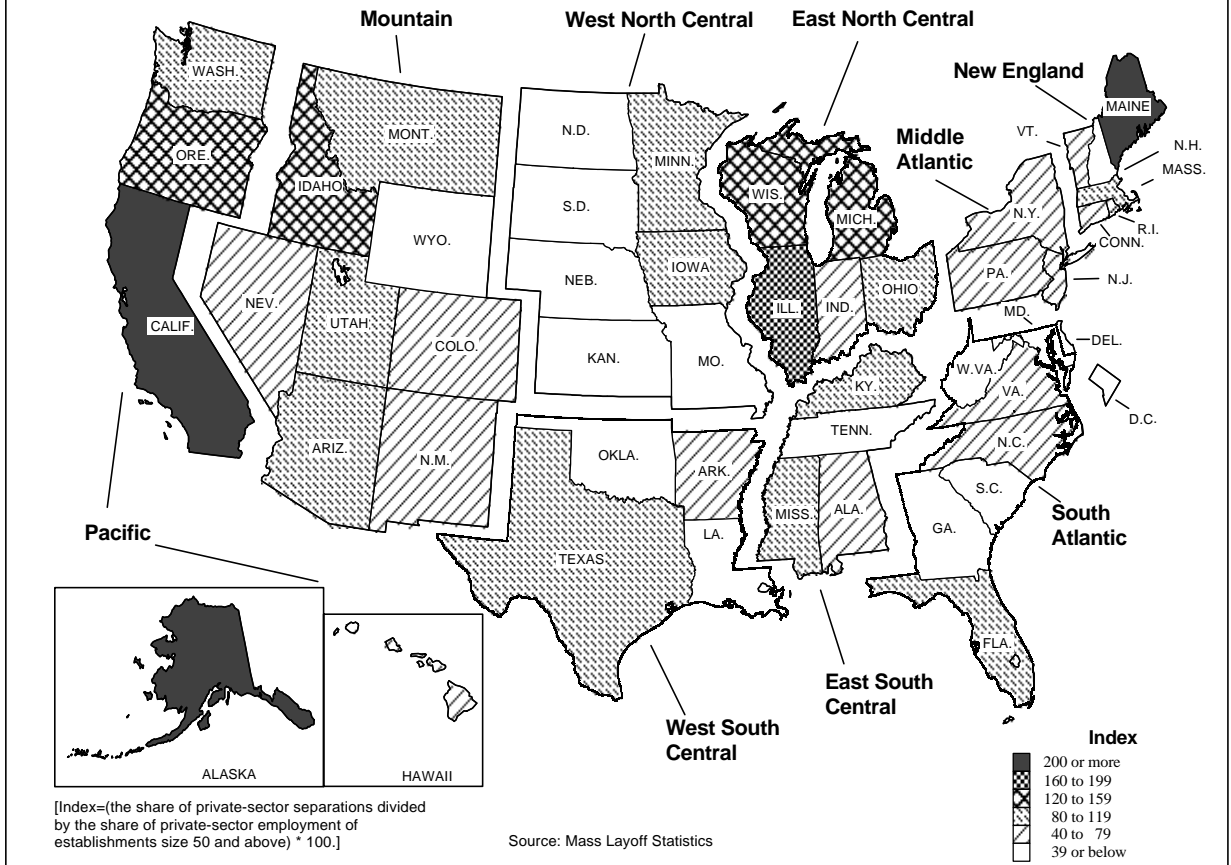 Mountain
West North Central
East North Central
New England
Middle
Atlantic
WASH.
ORE.
IDAHO
MONT.
WYO.
N.D.
S.D.
NEB.
KAN.
MINN.
IOWA
MO.
WIS.
MICH.
ILL.
IND.
OHIO
VT.
MAINE
N.H.
MASS.
R.I.
CONN.
N.Y.
PA.
N.J.
MD.
DEL.
D.C.
W.VA.
VA.
N.C.
S.C.
GA.
FLA.
KY.
TENN.
MISS.
ALA.
CALIF.
NEV.
UTAH
COLO.
ARIZ.
N.M.
OKLA.
ARK.
TEXAS
LA.
South
Atlantic
Pacific
East South
Central
West South
Central
ALASKA
HAWAII
Index
200 or more
160 to 199
120 to 159
80 to 119
40 to 79
39 or below
[Index=(the share of private-sector separations divided
by the share of private-sector employment of
establishments size 50 and above) * 100.]
Source: Mass Layoff Statistics